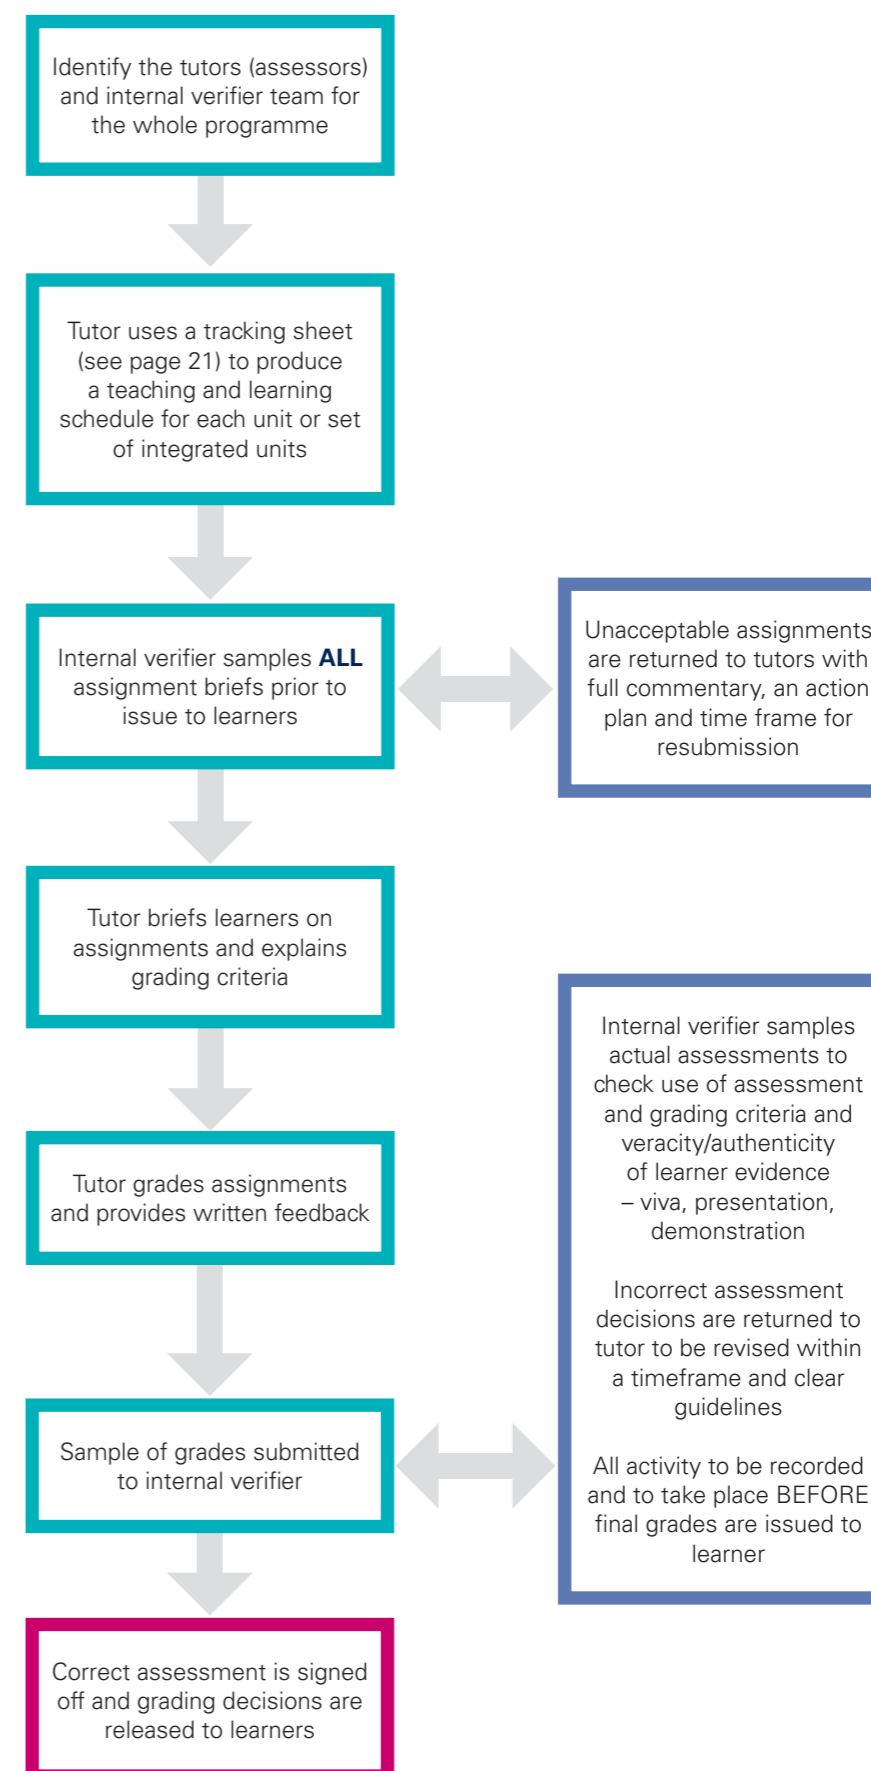 Identify the tutors (assessors)
and internal verifier team for
the whole programme
Tutor uses a tracking sheet
(see page 21) to produce
a teaching and learning
schedule for each unit or set
of integrated units
Internal verifier samples ALL
assignment briefs prior to
issue to learners
Unacceptable assignments
are returned to tutors with
full commentary, an action
plan and time frame for
resubmission
Tutor briefs learners on
assignments and explains
grading criteria
Tutor grades assignments
and provides written feedback
Internal verifier samples
actual assessments to
check use of assessment
and grading criteria and
veracity/authenticity
of learner evidence
– viva, presentation,
demonstration
Incorrect assessment
decisions are returned to
tutor to be revised within
a timeframe and clear
guidelines
All activity to be recorded
and to take place BEFORE
final grades are issued to
learner
Sample of grades submitted
to internal verifier
Correct assessment is signed
off and grading decisions are
released to learners